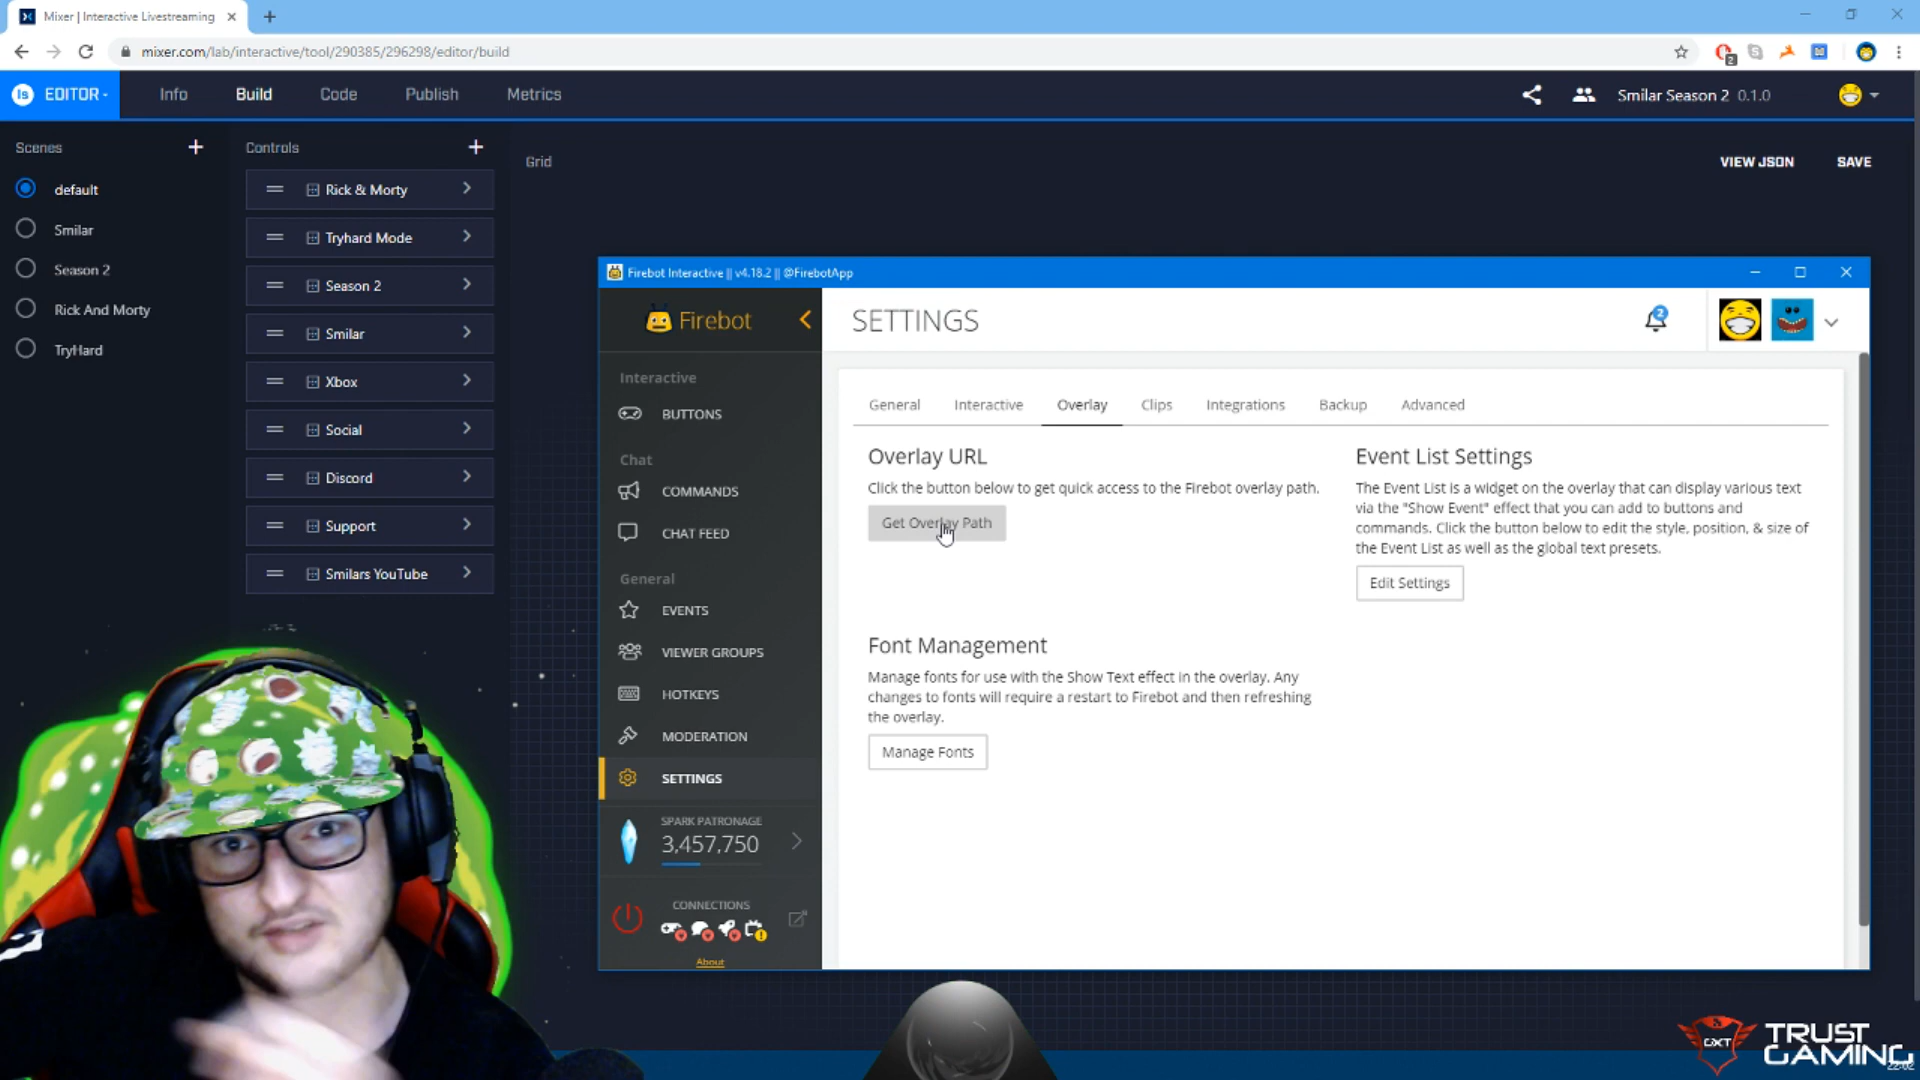 Mixer | Interactive Livestreaming
mixer.com/lab/interactive/tool/290385/296298/editor/build
2
EDITOR
Info
Build
Code
Publish
Metrics
Smilar Season 2 0.1.0
Scenes
Controls
Grid
VIEW JSON
SAVE
default
Smilar
Season 2
Rick And Morty
TryHard
Rick & Morty
Tryhard Mode
Season 2
Smilar
Xbox
Social
Discord
Support
Smilars YouTube
Firebot Interactive || v4.18.2 || @FirebotApp
Firebot
SETTINGS
2
Interactive
BUTTONS
Chat
COMMANDS
CHAT FEED
General
EVENTS
VIEWER GROUPS
HOTKEYS
MODERATION
SETTINGS
SPARK PATRONAGE
3,457,750
CONNECTIONS
About
General
Interactive
Overlay
Clips
Integrations
Backup
Advanced
Overlay URL
Click the button below to get quick access to the Firebot overlay path.
Get Overlay Path
Event List Settings
The Event List is a widget on the overlay that can display various text
via the "Show Event" effect that you can add to buttons and
commands. Click the button below to edit the style, position, & size of
the Event List as well as the global text presets.
Edit Settings
Font Management
Manage fonts for use with the Show Text effect in the overlay. Any
changes to fonts will require a restart to Firebot and then refreshing
the overlay.
Manage Fonts
GXT
TRUST
GAMING
22:02